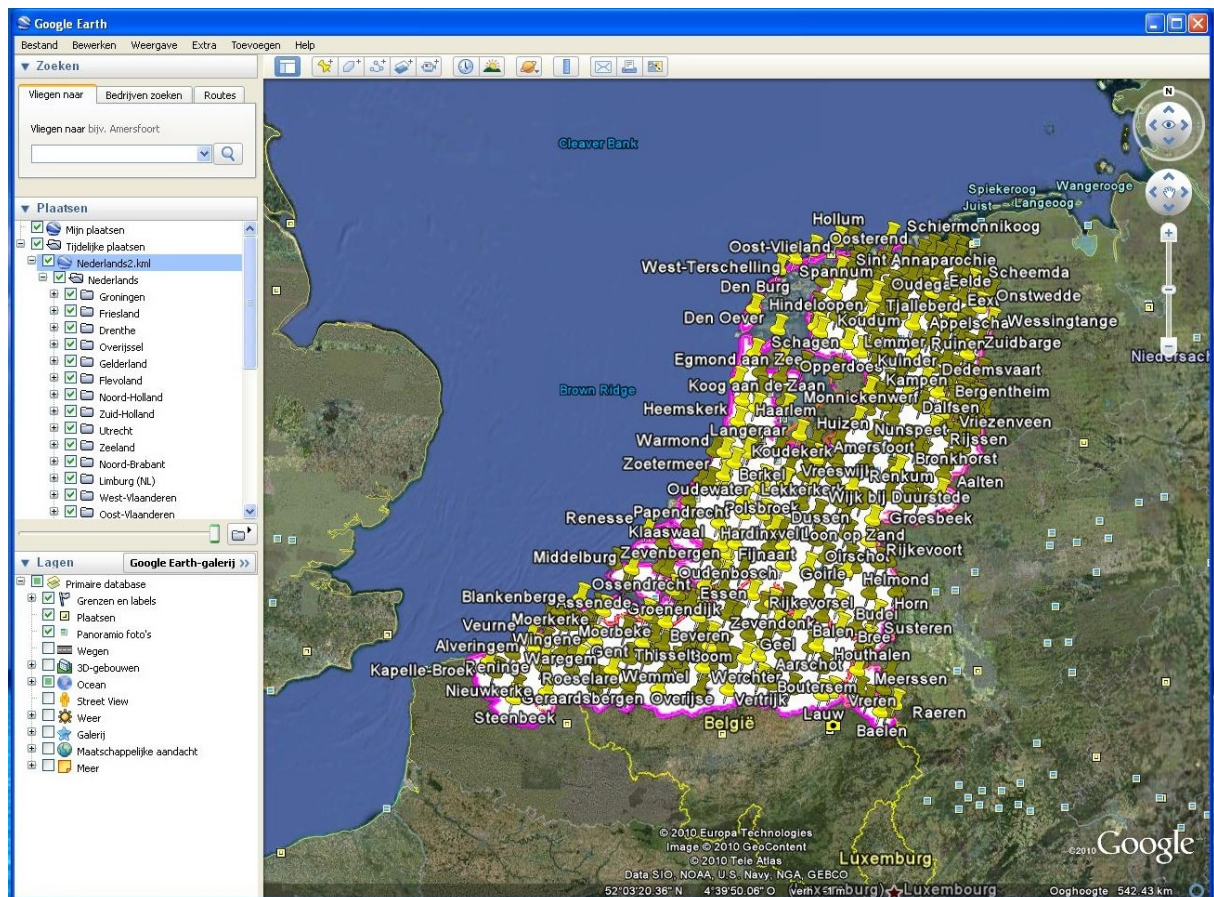 Google Earth
Bestand Bewerken Weergave Extra Toevoegen Help
Zoeken
Vliegen naar
Bedrijven zoeken
Routes
Vliegen naar bijv. Amersfoort
Plaatsen
Mijn plaatsen
Tijdelijke plaatsen
Nederlands2.kml
Nederlands
Groningen
Friesland
Drenthe
Overijssel
Gelderland
Flevoland
Noord-Holland
Zuid-Holland
Utrecht
Zeeland
Noord-Brabant
Limburg (NL)
West-Vlaanderen
Oost-Vlaanderen
Lagen
Google Earth-galerij >>
Primaire database
Grenzen en labels
Plaatsen
Panoramio foto's
Wegen
3D-gebouwen
Ocean
Street View
Weer
Galerij
Maatschappelijke aandacht
Meer
N
Cleaver Bank
Spiekeroog Wangerooge
Juist Langeoog
Hollum
Schiermonnikoog
Oost-Vlieland Oosterend
West-Terschelling Spannum Sint Annaparochie
Scheemda
Den Burg Eelde
Hindeloopen Onstwedde
Den Oever Koudum Tjalleberd
Appelscha Wessingtange
Schagen Lemmer Zuidbarge
Niedersach
Egmond aan Zee Opperdoes Kuinder
Dedemsvaart
Brown Ridge
Koog aan de Zaan Kampen
Monnickenwerf Bergentheim
Heemskerk Haarlem Dalfsen
Langeraar Huizen Nunspeet Vriezenveen
Warmond Rijssen
Koudekerk Amersfoort Bronkhorst
Zoetermeer Berkel Vreeswijk Renkum
Aalten
Oudewater Lekkerke Wijk bij Duurstede
Papendrecht Polsbroek
Renesse Dussen Groesbeek
Klaaswaal Hardinxveld Loon op Zand
Middelburg Zevenbergen Fijnaart Oirschot Rijkevoort
Oudenbosch Goirle
Ossendrecht Helmond
Blankenberge Assenede Essen
Groenendijk Rijkevorsel Horn
Veurne Moerkerke Zevendonk Budel
Moerbeke Balen Susteren
Alveringem Wingene Beveren Bree
Gent Thisselt Boom Geel Houthalen
Kapelle-Broek Reninge Waregem Aarschot
Roeselare Wemmel Werchter Meerssen
Nieuwkerke Boutersem
Geraardsbergen Overijse Vertrijk Vreren
Steenbeek België Lauw Raeren
Baelen
© 2010 Europa Technologies
Image © 2010 GeoContent
© 2010 Tele Atlas
Data SIO, NOAA, U.S. Navy, NGA, GEBCO
Luxemburg
©2010 Google
52°03'20.36" N 4°39'50.06" O
Luxembourg
Ooghoogte 542.43 km